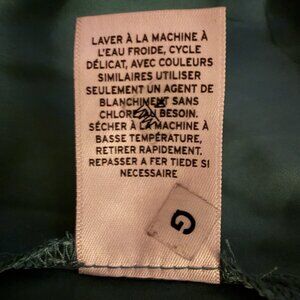 LAVER À LA MACHINE À
L'EAU FROIDE, CYCLE
DÉLICAT, AVEC COULEURS
SIMILAIRES UTILISER
SEULEMENT UN AGENT DE
BLANCHIMENT SANS
CHLORE AU BESOIN.
SÉCHER À LA MACHINE À
BASSE TEMPÉRATURE,
RETIRER RAPIDEMENT.
REPASSER A FER TIEDE SI
NECESSAIRE
G